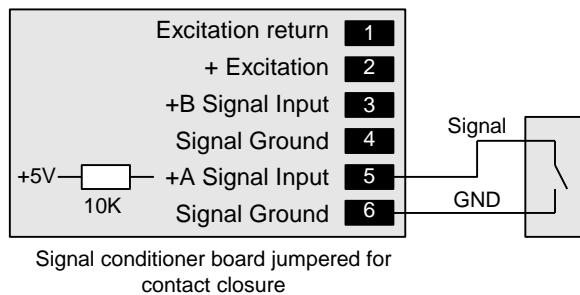 Excitation return 1
+ Excitation 2
+B Signal Input 3
Signal Ground 4
Signal
+5V +A Signal Input 5
10K Signal Ground 6
GND
Signal conditioner board jumpered for
contact closure